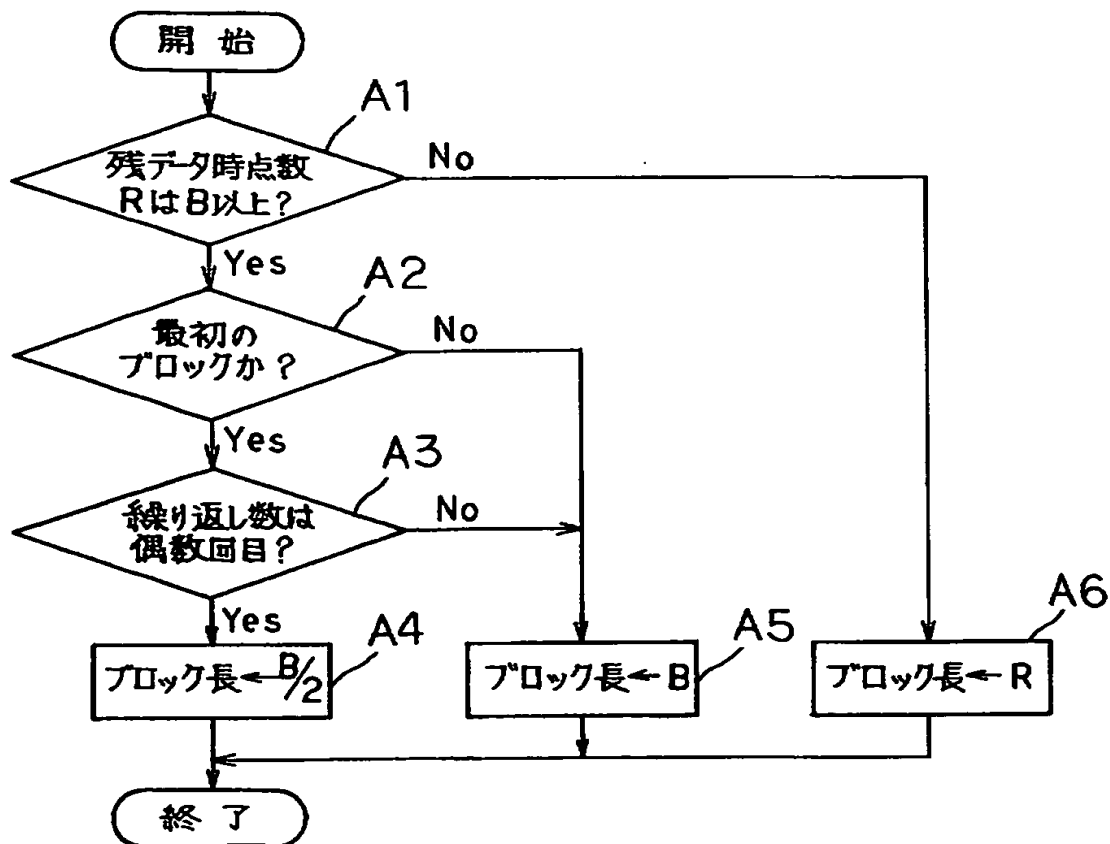 開始
A1
残データ時点数
RはB以上?
No
Yes
A2
最初の
ブロックか?
No
Yes
A3
繰り返し数は
偶数回目?
No
Yes
A4
ブロック長←B/2
A5
ブロック長←B
A6
ブロック長←R
終了